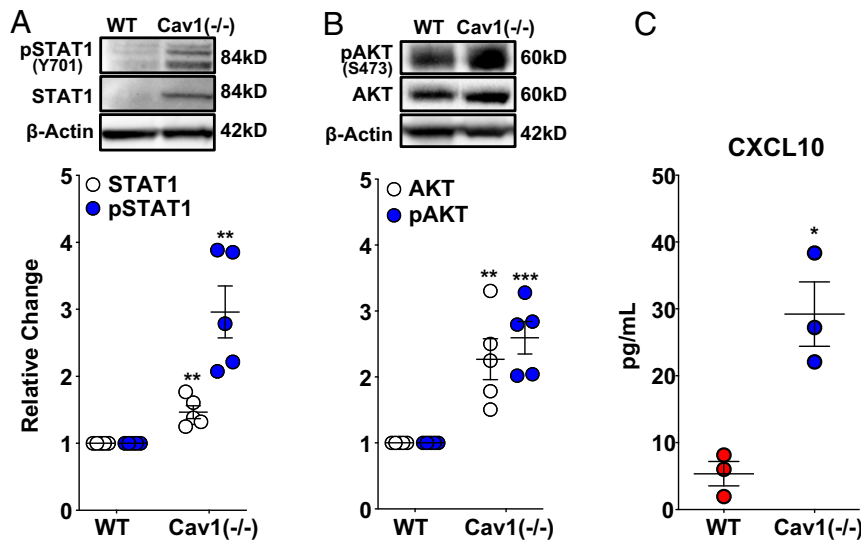 A
WT Cav1(-/-)
pSTAT1
(Y701)
84kD
STAT1
84kD
β-Actin
42kD
STAT1
pSTAT1
**
**
Relative Change
5
4
3
2
1
0
WT Cav1(-/-)
B
WT Cav1(-/-)
pAKT
(S473)
60kD
AKT
60kD
β-Actin
42kD
AKT
pAKT
**
***
5
4
3
2
1
0
WT Cav1(-/-)
C
CXCL10
*
pg/mL
50
40
30
20
10
0
WT Cav1(-/-)